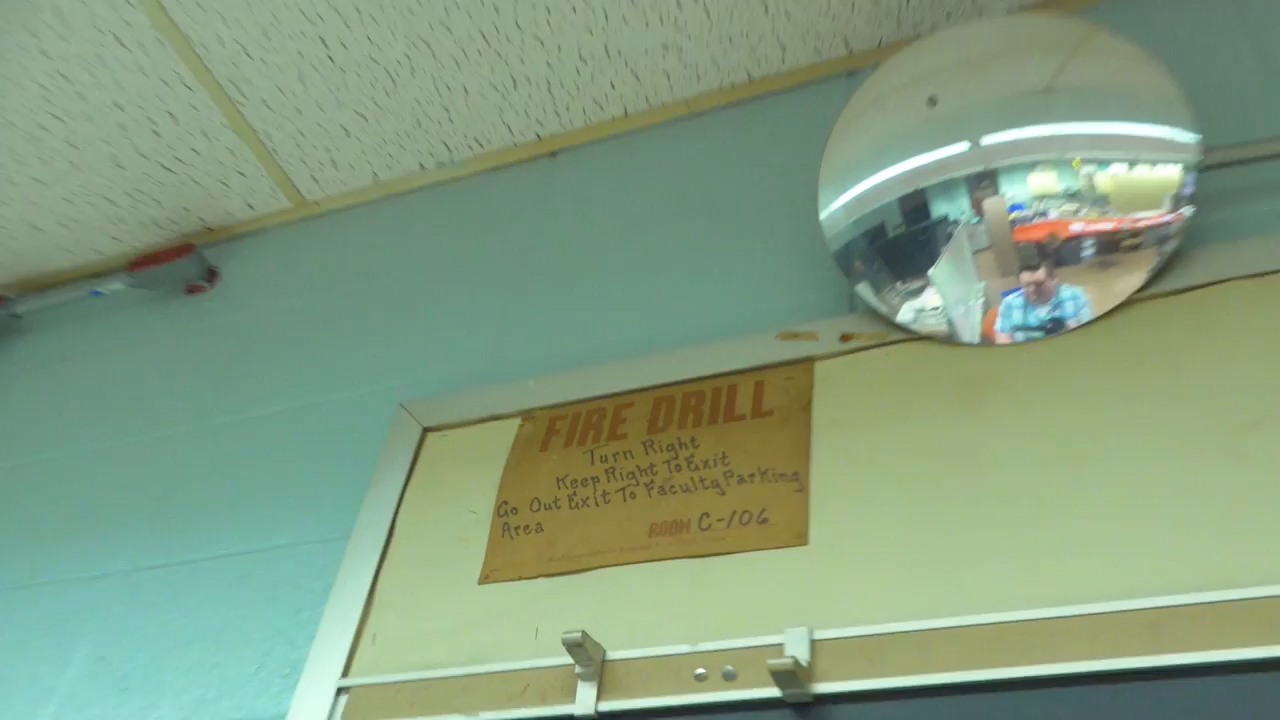 FIRE DRILL
Turn Right
Keep Right To Exit
Go Out Exit To Faculty Parking
Area
ROOM C-106